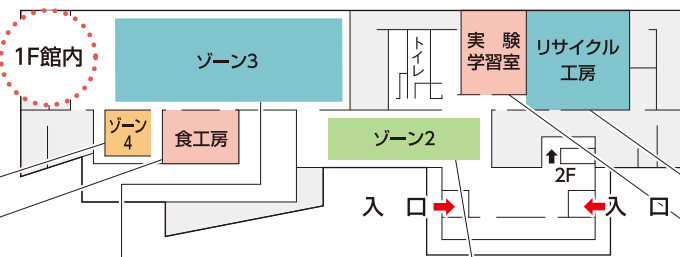 1F館内
ゾーン3
トイレ
実　験
学習室
リサイクル
工房
ゾーン
4
食工房
ゾーン2
2F
入　口
入　口